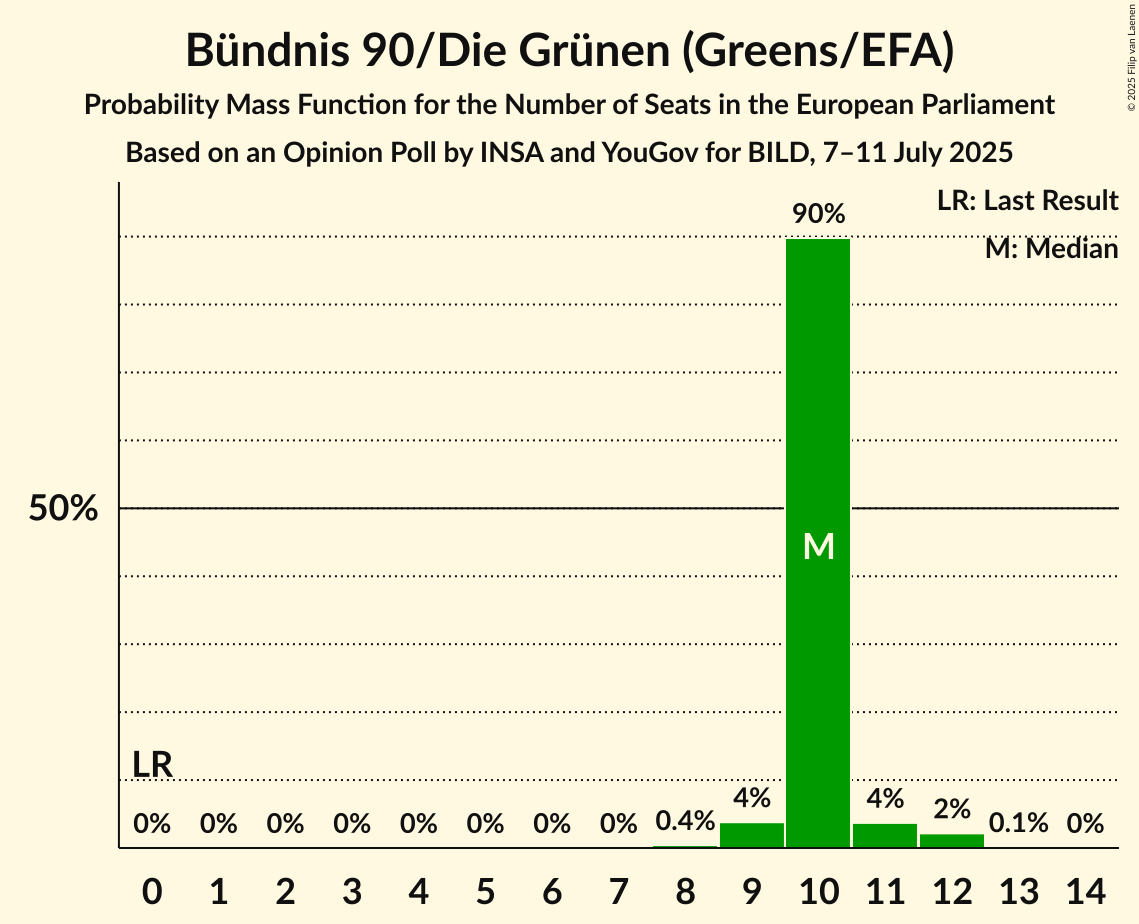 Bündnis 90/Die Grünen (Greens/EFA)
Probability Mass Function for the Number of Seats in the European Parliament
Based on an Opinion Poll by INSA and YouGov for BILD, 7–11 July 2025
© 2025 Filip van Laenen
LR: Last Result
M: Median
90%
50%
M
LR
0% 0% 0% 0% 0% 0% 0% 0% 0.4% 4% 4% 2% 0.1% 0%
0 1 2 3 4 5 6 7 8 9 10 11 12 13 14